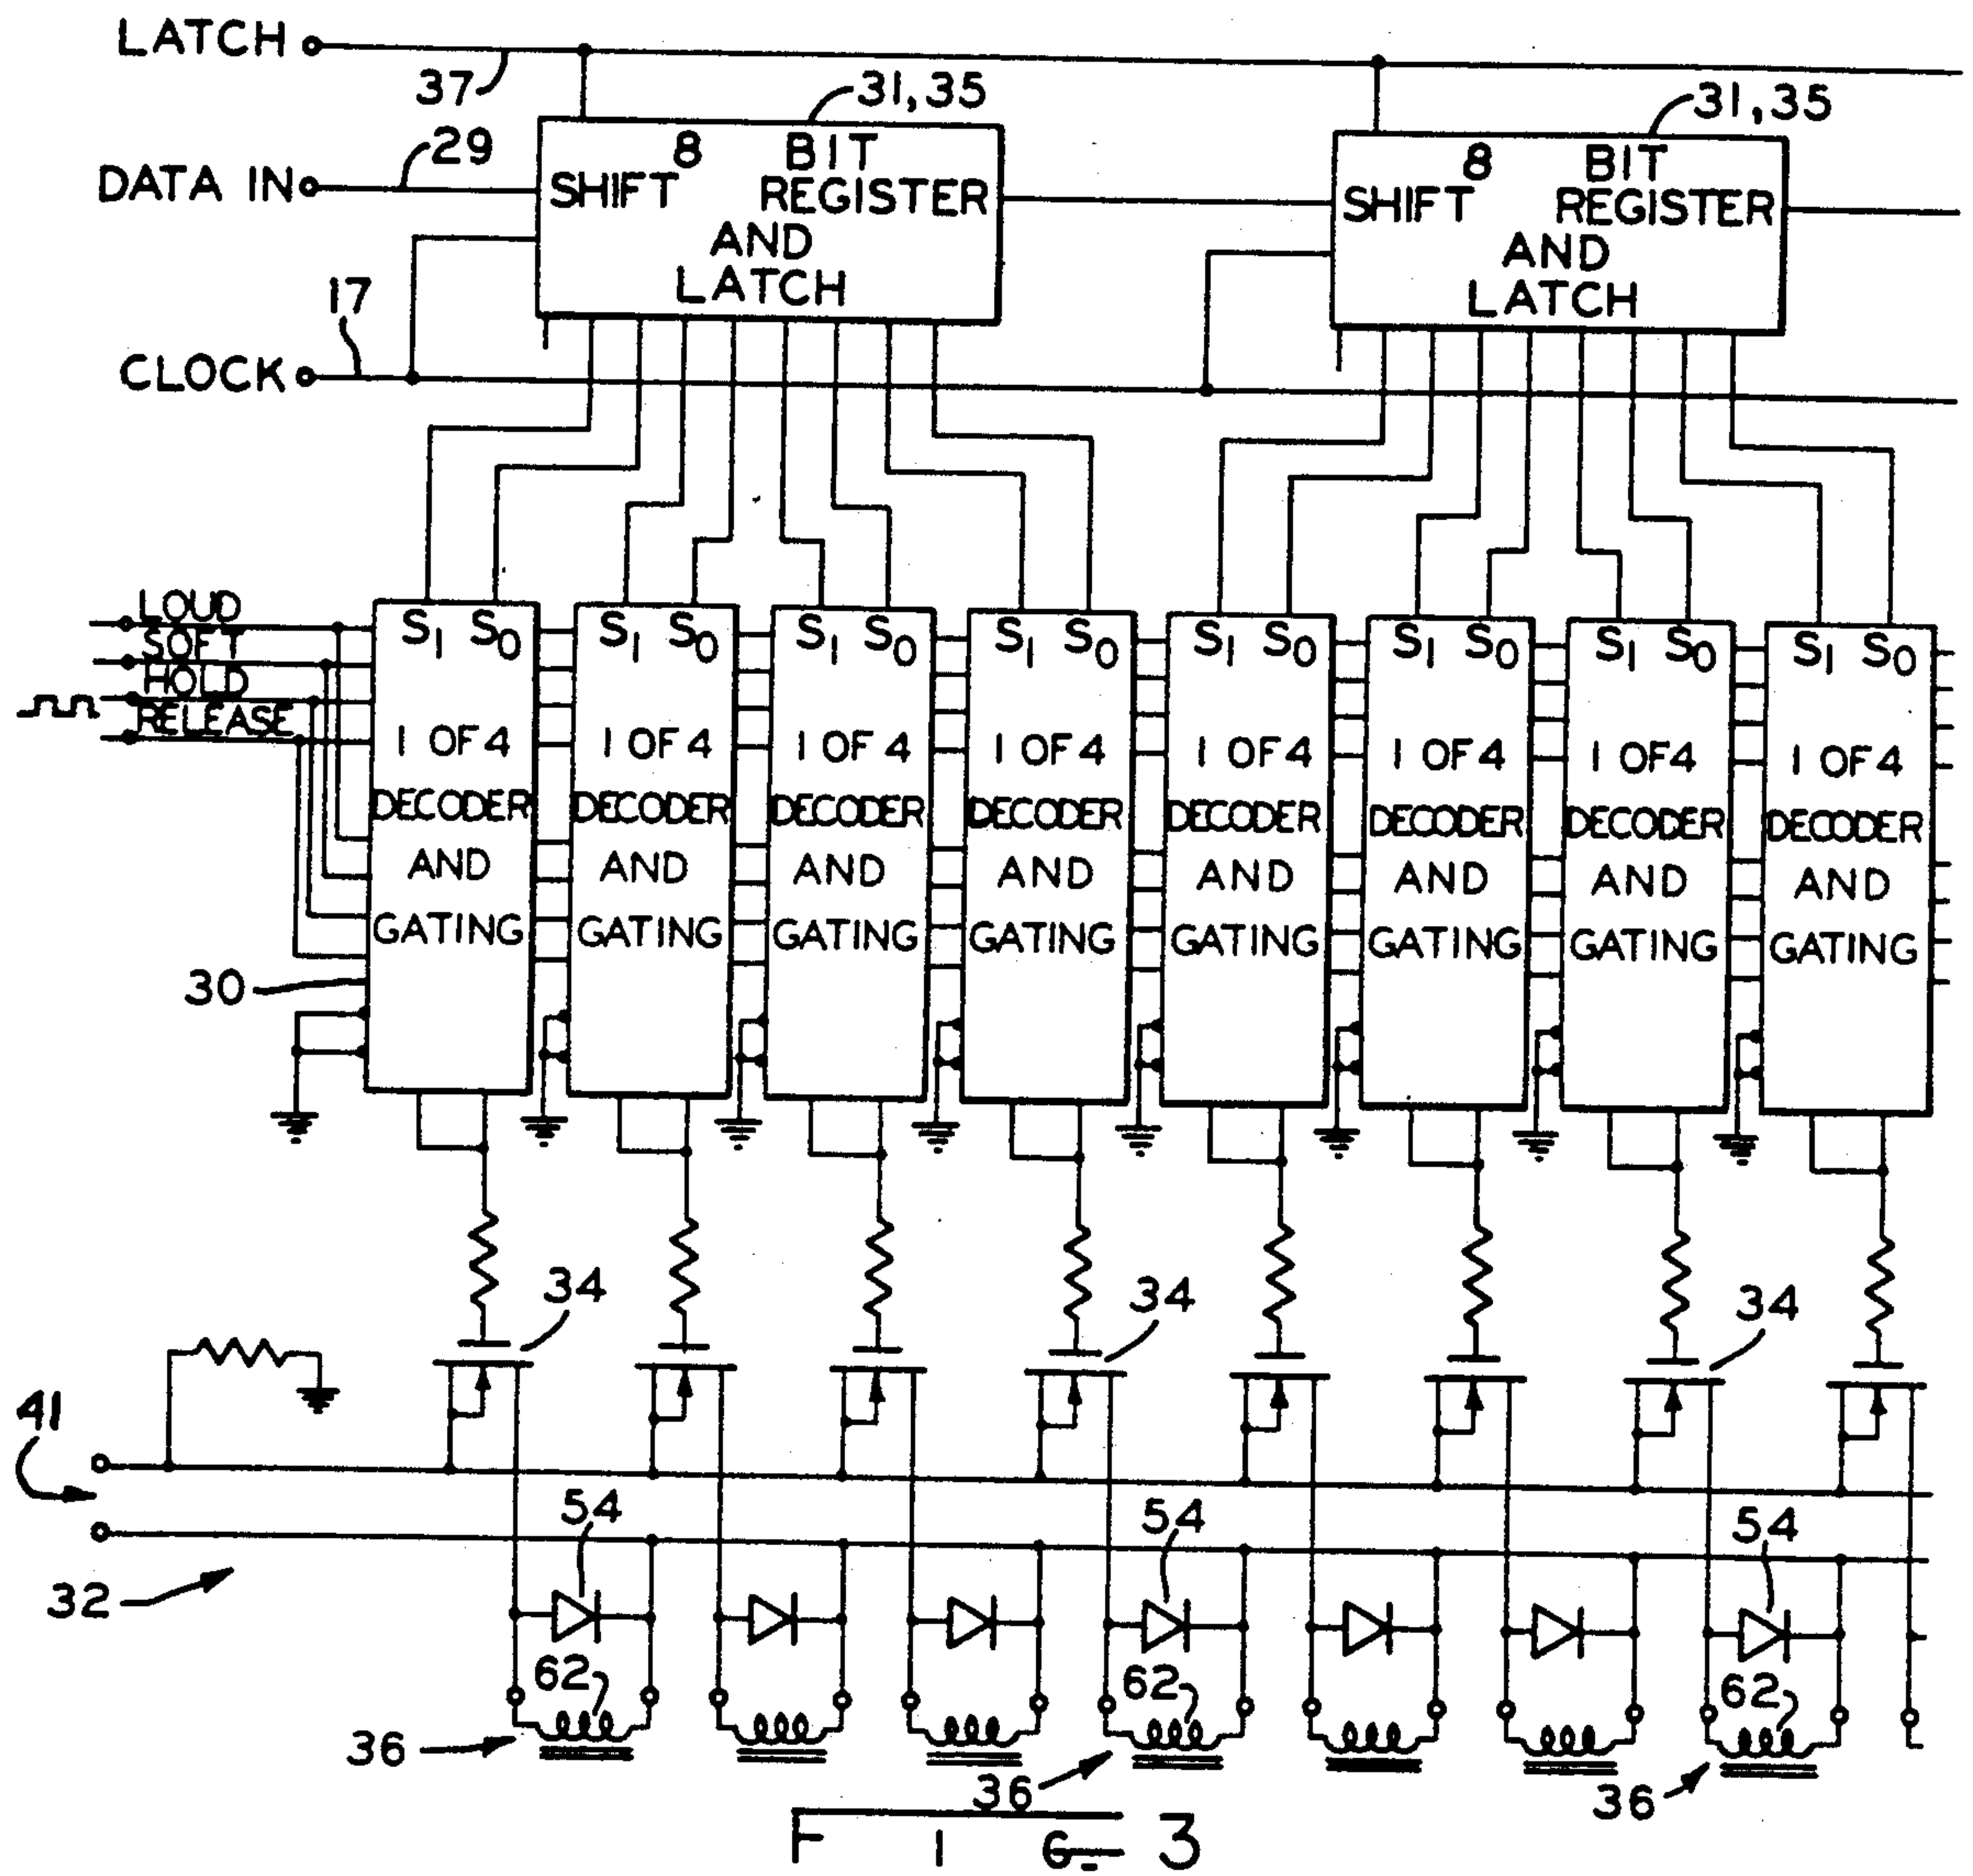 LATCH
37
31,35
31,35
DATA IN
29
8 BIT
SHIFT REGISTER
AND
LATCH
8 BIT
SHIFT REGISTER
AND
LATCH
17
CLOCK
LOUD
SOFT
HOLD
RELEASE
S1 S0
1 OF 4
DECODER
AND
GATING
S1 S0
1 OF 4
DECODER
AND
GATING
S1 S0
1 OF 4
DECODER
AND
GATING
S1 S0
1 OF 4
DECODER
AND
GATING
S1 S0
1 OF 4
DECODER
AND
GATING
S1 S0
1 OF 4
DECODER
AND
GATING
S1 S0
1 OF 4
DECODER
AND
GATING
S1 S0
1 OF 4
DECODER
AND
GATING
30
34
34
34
41
54
54
54
32
62
62
62
36
36
36
FIG_ 3